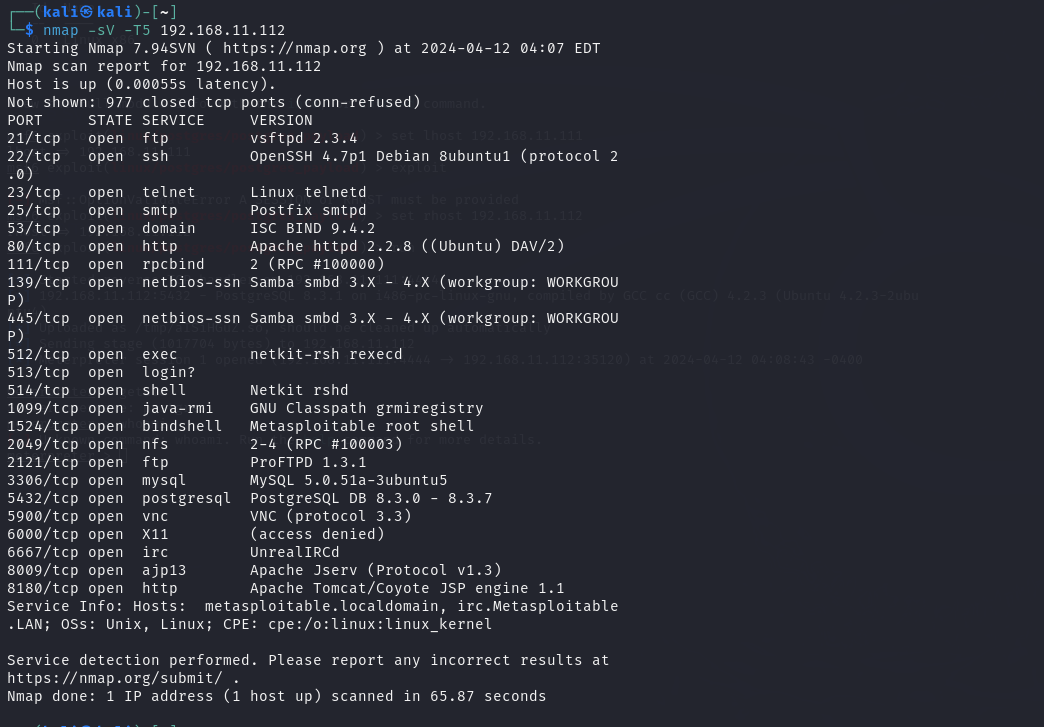 ┌──(kali㉿kali)-[~]
└─$ nmap -sV -T5 192.168.11.112
Starting Nmap 7.94SVN ( https://nmap.org ) at 2024-04-12 04:07 EDT
Nmap scan report for 192.168.11.112
Host is up (0.00055s latency).
Not shown: 977 closed tcp ports (conn-refused)
PORT     STATE SERVICE     VERSION
21/tcp   open  ftp         vsftpd 2.3.4
22/tcp   open  ssh         OpenSSH 4.7p1 Debian 8ubuntu1 (protocol 2
.0)
23/tcp   open  telnet      Linux telnetd
25/tcp   open  smtp        Postfix smtpd
53/tcp   open  domain      ISC BIND 9.4.2
80/tcp   open  http        Apache httpd 2.2.8 ((Ubuntu) DAV/2)
111/tcp  open  rpcbind     2 (RPC #100000)
139/tcp  open  netbios-ssn Samba smbd 3.X - 4.X (workgroup: WORKGROU
P)
445/tcp  open  netbios-ssn Samba smbd 3.X - 4.X (workgroup: WORKGROU
P)
512/tcp  open  exec        netkit-rsh rexecd
513/tcp  open  login?
514/tcp  open  shell       Netkit rshd
1099/tcp open  java-rmi    GNU Classpath grmiregistry
1524/tcp open  bindshell   Metasploitable root shell
2049/tcp open  nfs         2-4 (RPC #100003)
2121/tcp open  ftp         ProFTPD 1.3.1
3306/tcp open  mysql       MySQL 5.0.51a-3ubuntu5
5432/tcp open  postgresql  PostgreSQL DB 8.3.0 - 8.3.7
5900/tcp open  vnc         VNC (protocol 3.3)
6000/tcp open  X11         (access denied)
6667/tcp open  irc         UnrealIRCd
8009/tcp open  ajp13       Apache Jserv (Protocol v1.3)
8180/tcp open  http        Apache Tomcat/Coyote JSP engine 1.1
Service Info: Hosts:  metasploitable.localdomain, irc.Metasploitable
.LAN; OSs: Unix, Linux; CPE: cpe:/o:linux:linux_kernel

Service detection performed. Please report any incorrect results at
https://nmap.org/submit/ .
Nmap done: 1 IP address (1 host up) scanned in 65.87 seconds